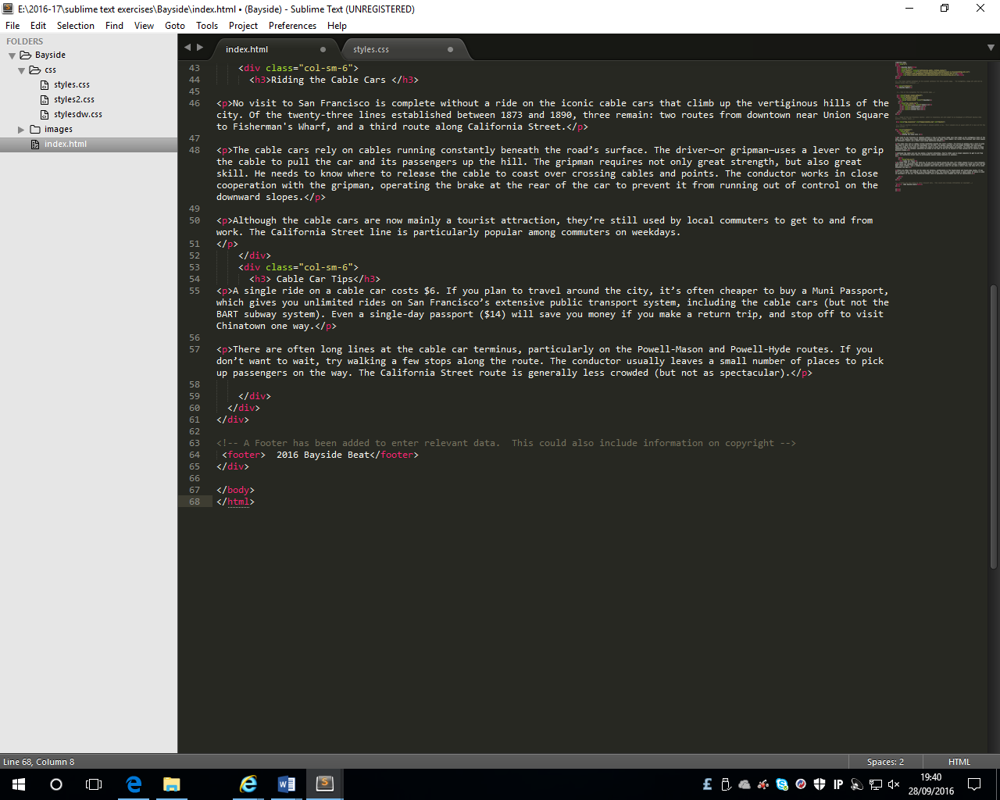 E:\2016-17\sublime text exercises\Bayside\index.html • (Bayside) - Sublime Text (UNREGISTERED)
File Edit Selection Find View Goto Tools Project Preferences Help
FOLDERS
Bayside
css
styles.css
styles2.css
stylesdw.css
images
index.html
index.html styles.css
43 <div class="col-sm-6">
44 <h3>Riding the Cable Cars </h3>
45
46 <p>No visit to San Francisco is complete without a ride on the iconic cable cars that climb up the vertiginous hills of the
city. Of the twenty-three lines established between 1873 and 1890, three remain: two routes from downtown near Union Square
to Fisherman's Wharf, and a third route along California Street.</p>
47
48 <p>The cable cars rely on cables running constantly beneath the road’s surface. The driver—or gripman—uses a lever to grip
the cable to pull the car and its passengers up the hill. The gripman requires not only great strength, but also great
skill. He needs to know where to release the cable to coast over crossing cables and points. The conductor works in close
cooperation with the gripman, operating the brake at the rear of the car to prevent it from running out of control on the
downward slopes.</p>
49
50 <p>Although the cable cars are now mainly a tourist attraction, they’re still used by local commuters to get to and from
work. The California Street line is particularly popular among commuters on weekdays.
51 </p>
52 </div>
53 <div class="col-sm-6">
54 <h3> Cable Car Tips</h3>
55 <p>A single ride on a cable car costs $6. If you plan to travel around the city, it’s often cheaper to buy a Muni Passport,
which gives you unlimited rides on San Francisco’s extensive public transport system, including the cable cars (but not the
BART subway system). Even a single-day passport ($14) will save you money if you make a return trip, and stop off to visit
Chinatown one way.</p>
56
57 <p>There are often long lines at the cable car terminus, particularly on the Powell-Mason and Powell-Hyde routes. If you
don’t want to wait, try walking a few stops along the route. The conductor usually leaves a small number of places to pick
up passengers on the way. The California Street route is generally less crowded (but not as spectacular).</p>
58
59 </div>
60 </div>
61 </div>
62
63 <!-- A Footer has been added to enter relevant data.  This could also include information on copyright -->
64 <footer>  2016 Bayside Beat</footer>
65 </div>
66
67 </body>
68 </html>
Line 68, Column 8 Spaces: 2 HTML
19:40
28/09/2016